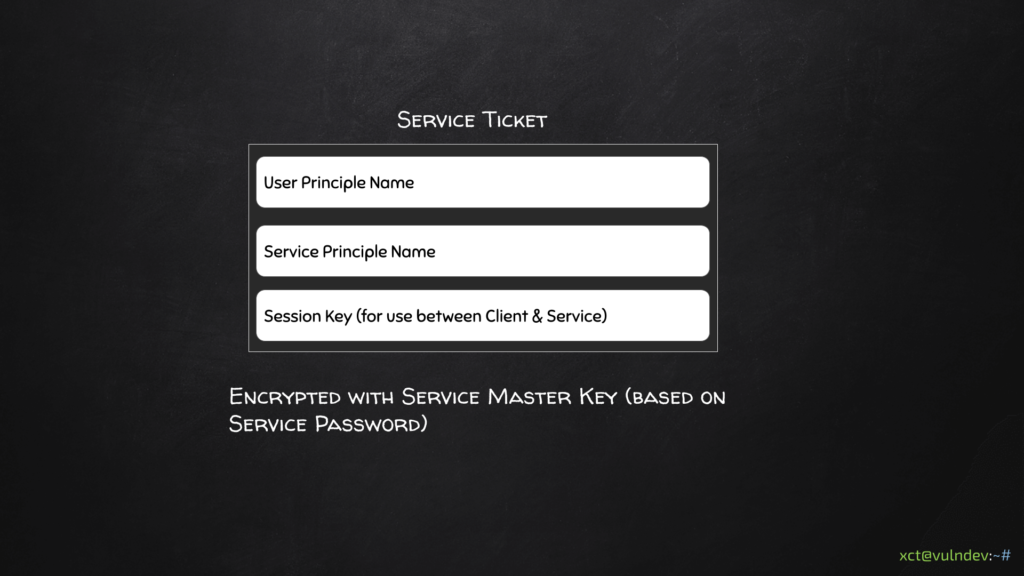 Service Ticket
User Principle Name
Service Principle Name
Session Key (for use between Client & Service)
Encrypted with Service Master Key (based on
Service Password)
xct@vulndev:~#